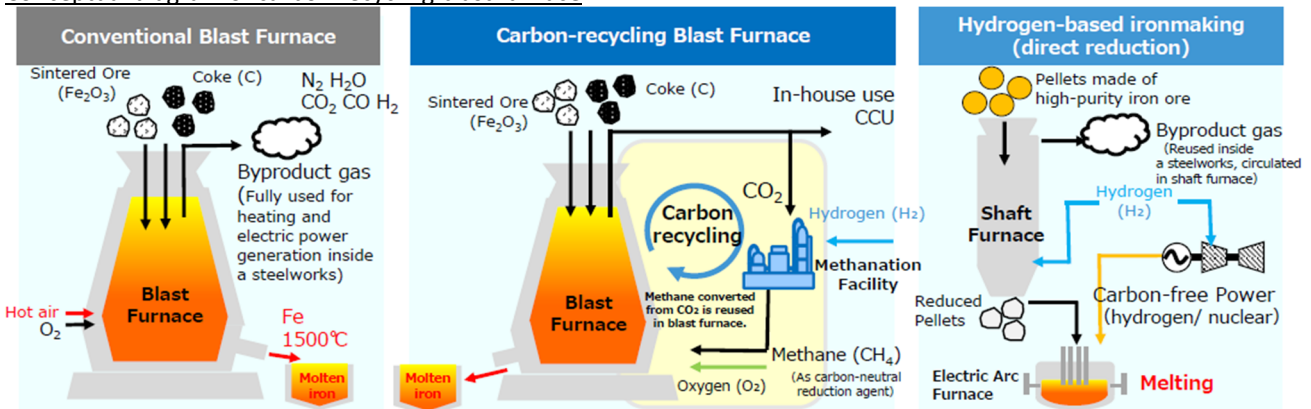 Conventional Blast Furnace
Sintered Ore
(Fe₂O₃)
Coke (C)
N₂ H₂O
CO₂ CO H₂
Byproduct gas
(Fully used for
heating and
electric power
generation inside
a steelworks)
Blast
Furnace
Hot air
O₂
Fe
1500℃
Molten
iron
Carbon-recycling Blast Furnace
Sintered Ore
(Fe₂O₃)
Coke (C)
In-house use
CCU
CO₂
Carbon
recycling
Hydrogen (H₂)
Methanation
Facility
Methane converted
from CO₂ is reused
in blast furnace.
Blast
Furnace
Methane (CH₄)
(As carbon-neutral
reduction agent)
Oxygen (O₂)
Molten
iron
Hydrogen-based ironmaking
(direct reduction)
Pellets made of
high-purity iron ore
Byproduct gas
(Reused inside
a steelworks, circulated
in shaft furnace)
Shaft
Furnace
Hydrogen
(H₂)
Carbon-free Power
(hydrogen/ nuclear)
Reduced
Pellets
Electric Arc
Furnace
Melting